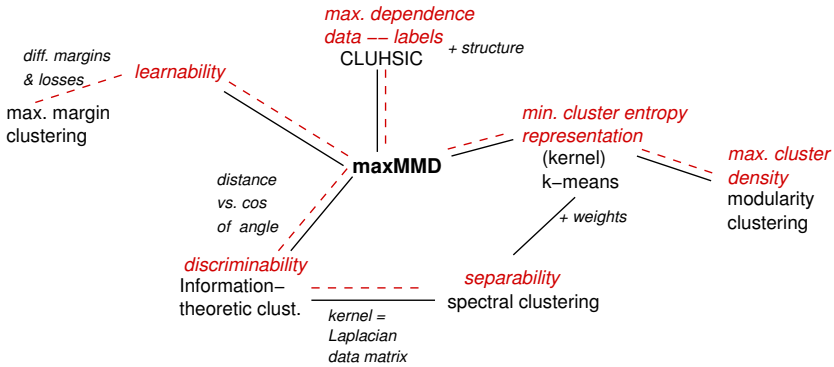 max. dependence
data −− labels
CLUHSIC
+ structure
diff. margins
& losses
learnability
max. margin
clustering
min. cluster entropy
representation
(kernel)
k−means
maxMMD
max. cluster
density
modularity
clustering
distance
vs. cos
of angle
+ weights
discriminability
Information−
theoretic clust.
separability
spectral clustering
kernel =
Laplacian
data matrix